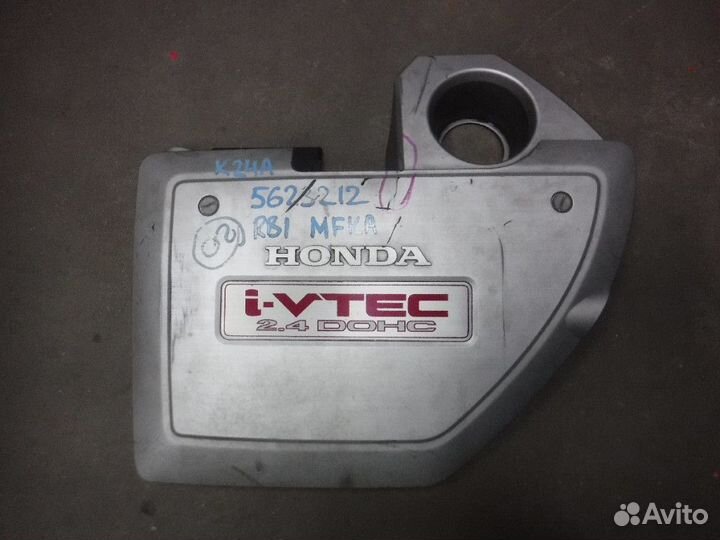 K24A
5623212
RB1 MFKA
HONDA
i-VTEC
2.4 DOHC
Avito